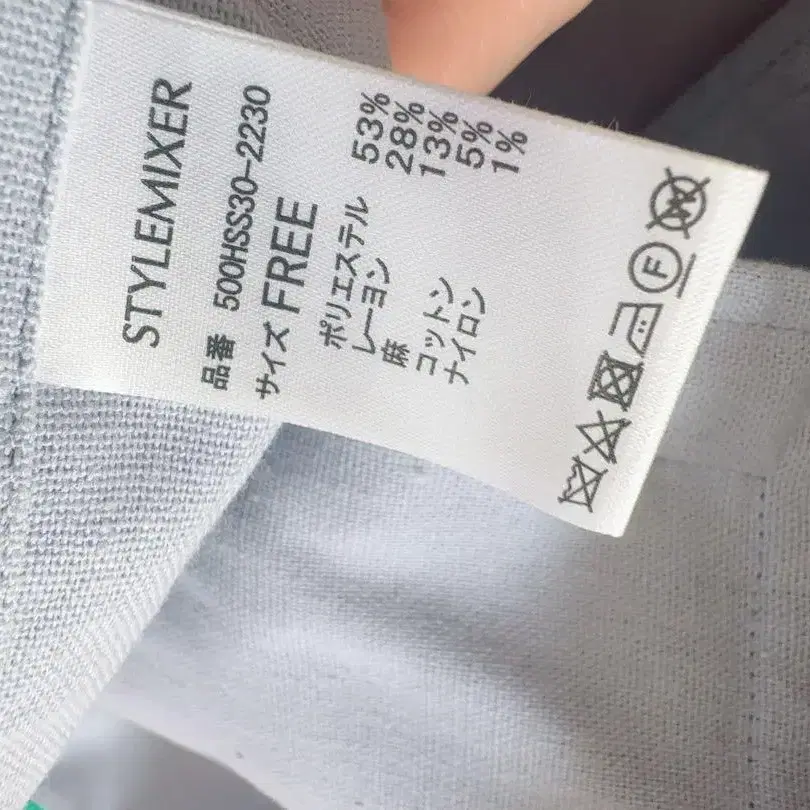 STYLEMIXER
品番 500HSS30-2230
サイズ FREE
ポリエステル 53%
レーヨン 28%
麻 13%
コットン 5%
ナイロン 1%
F
W